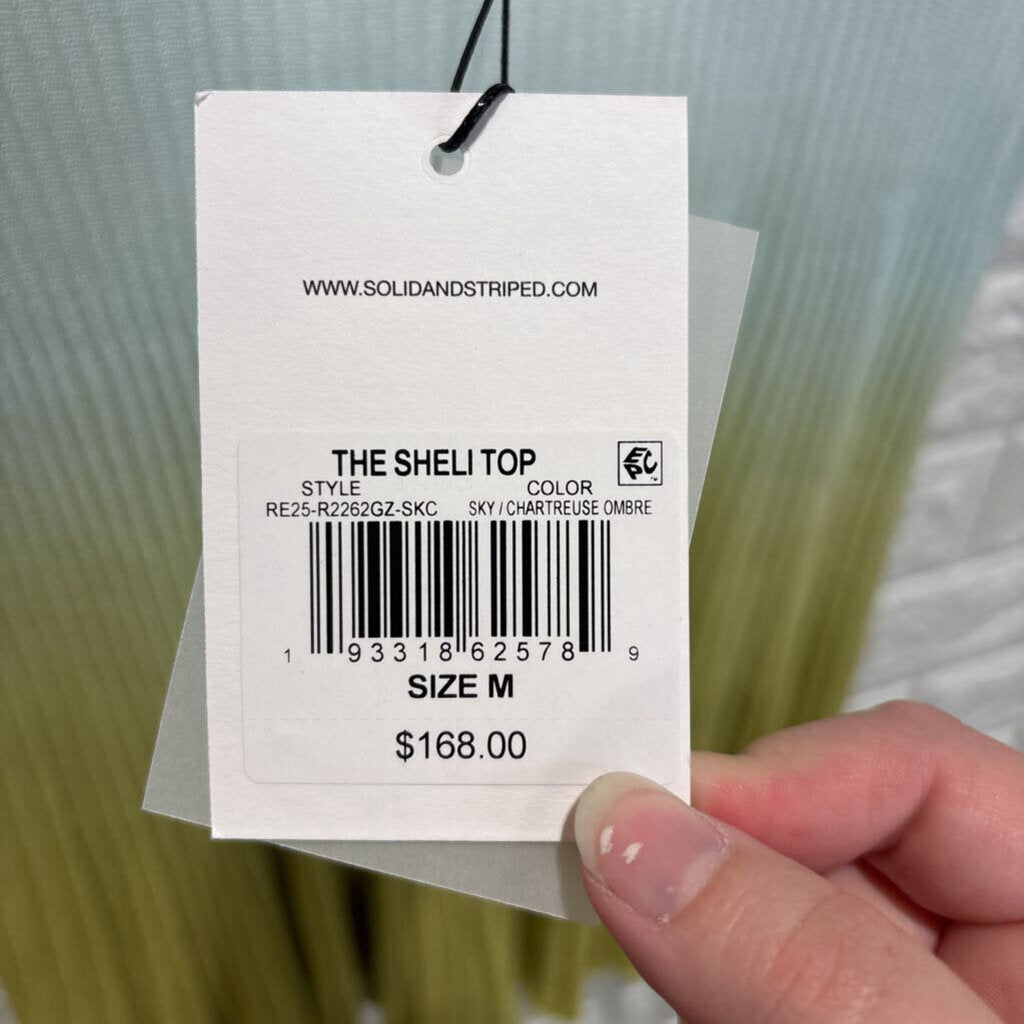 WWW.SOLIDANDSTRIPED.COM
THE SHELI TOP
EPC™
STYLE COLOR
RE25-R2262GZ-SKC SKY / CHARTREUSE OMBRE
1 93318 62578 9
SIZE M
$168.00